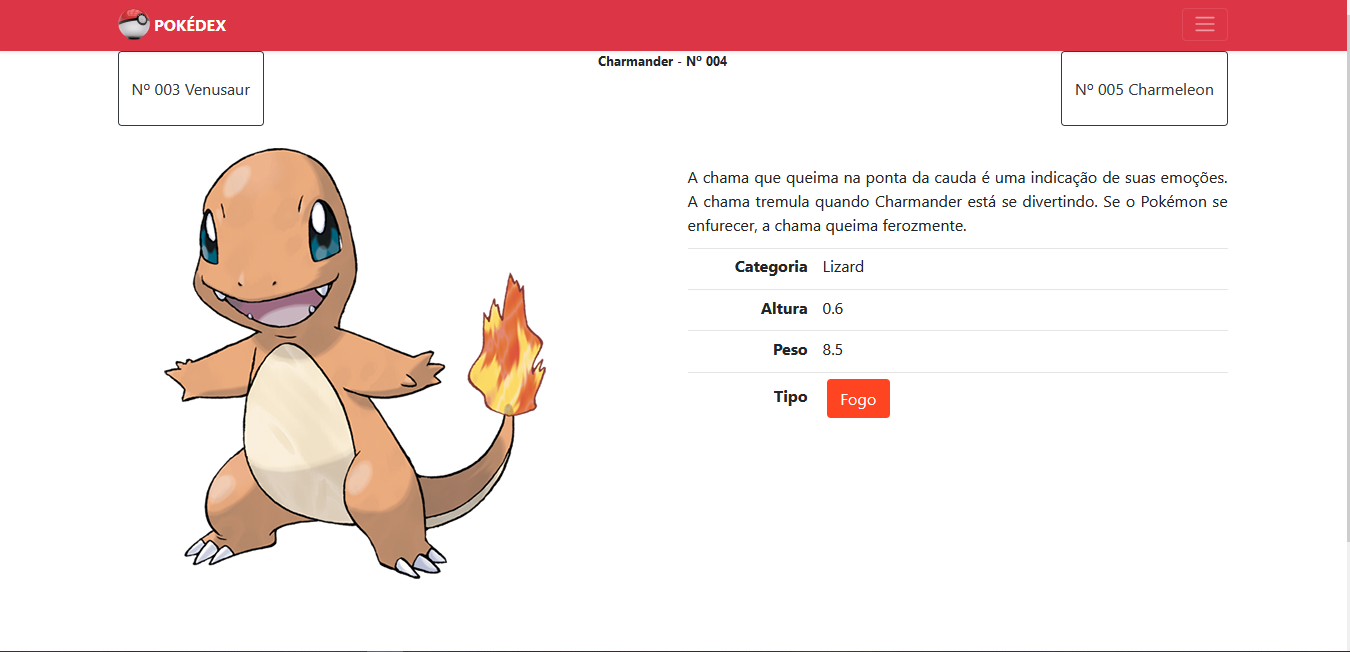 POKÉDEX
Nº 003 Venusaur
Charmander - Nº 004
Nº 005 Charmeleon
A chama que queima na ponta da cauda é uma indicação de suas emoções.
A chama tremula quando Charmander está se divertindo. Se o Pokémon se
enfurecer, a chama queima ferozmente.
Categoria Lizard
Altura 0.6
Peso 8.5
Tipo Fogo